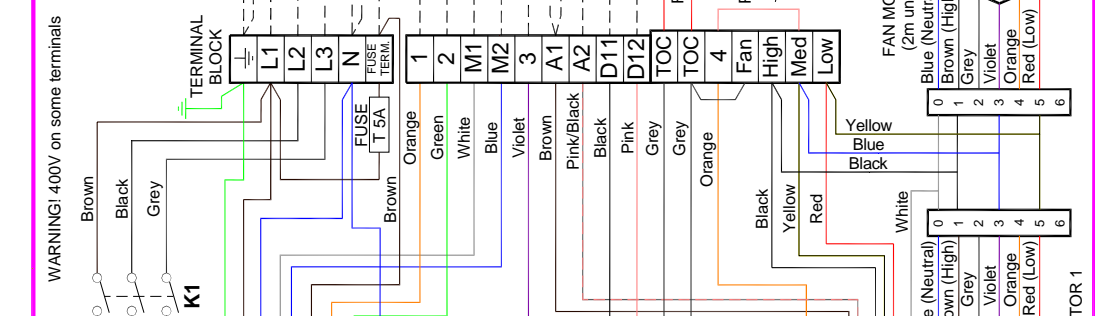 WARNING! 400V on some terminals
TERMINAL
BLOCK
L1
L2
L3
N
FUSE
TERM.
1
2
M1
M2
3
A1
A2
D11
D12
TOC
TOC
4
Fan
High
Med
Low
FAN MO
(2m un
Blue (Neutra
Brown (High
Grey
Violet
Orange
Red (Low)
0
1
2
3
4
5
6
FUSE
T 5A
Orange
Green
White
Blue
Violet
Brown
Pink/Black
Black
Pink
Grey
Grey
Orange
Yellow
Blue
Black
Brown
Black
Grey
Brown
Black
Yellow
Red
White
0
1
2
3
4
5
6
K1
e (Neutral)
own (High)
Grey
Violet
Orange
Red (Low)
TOR 1